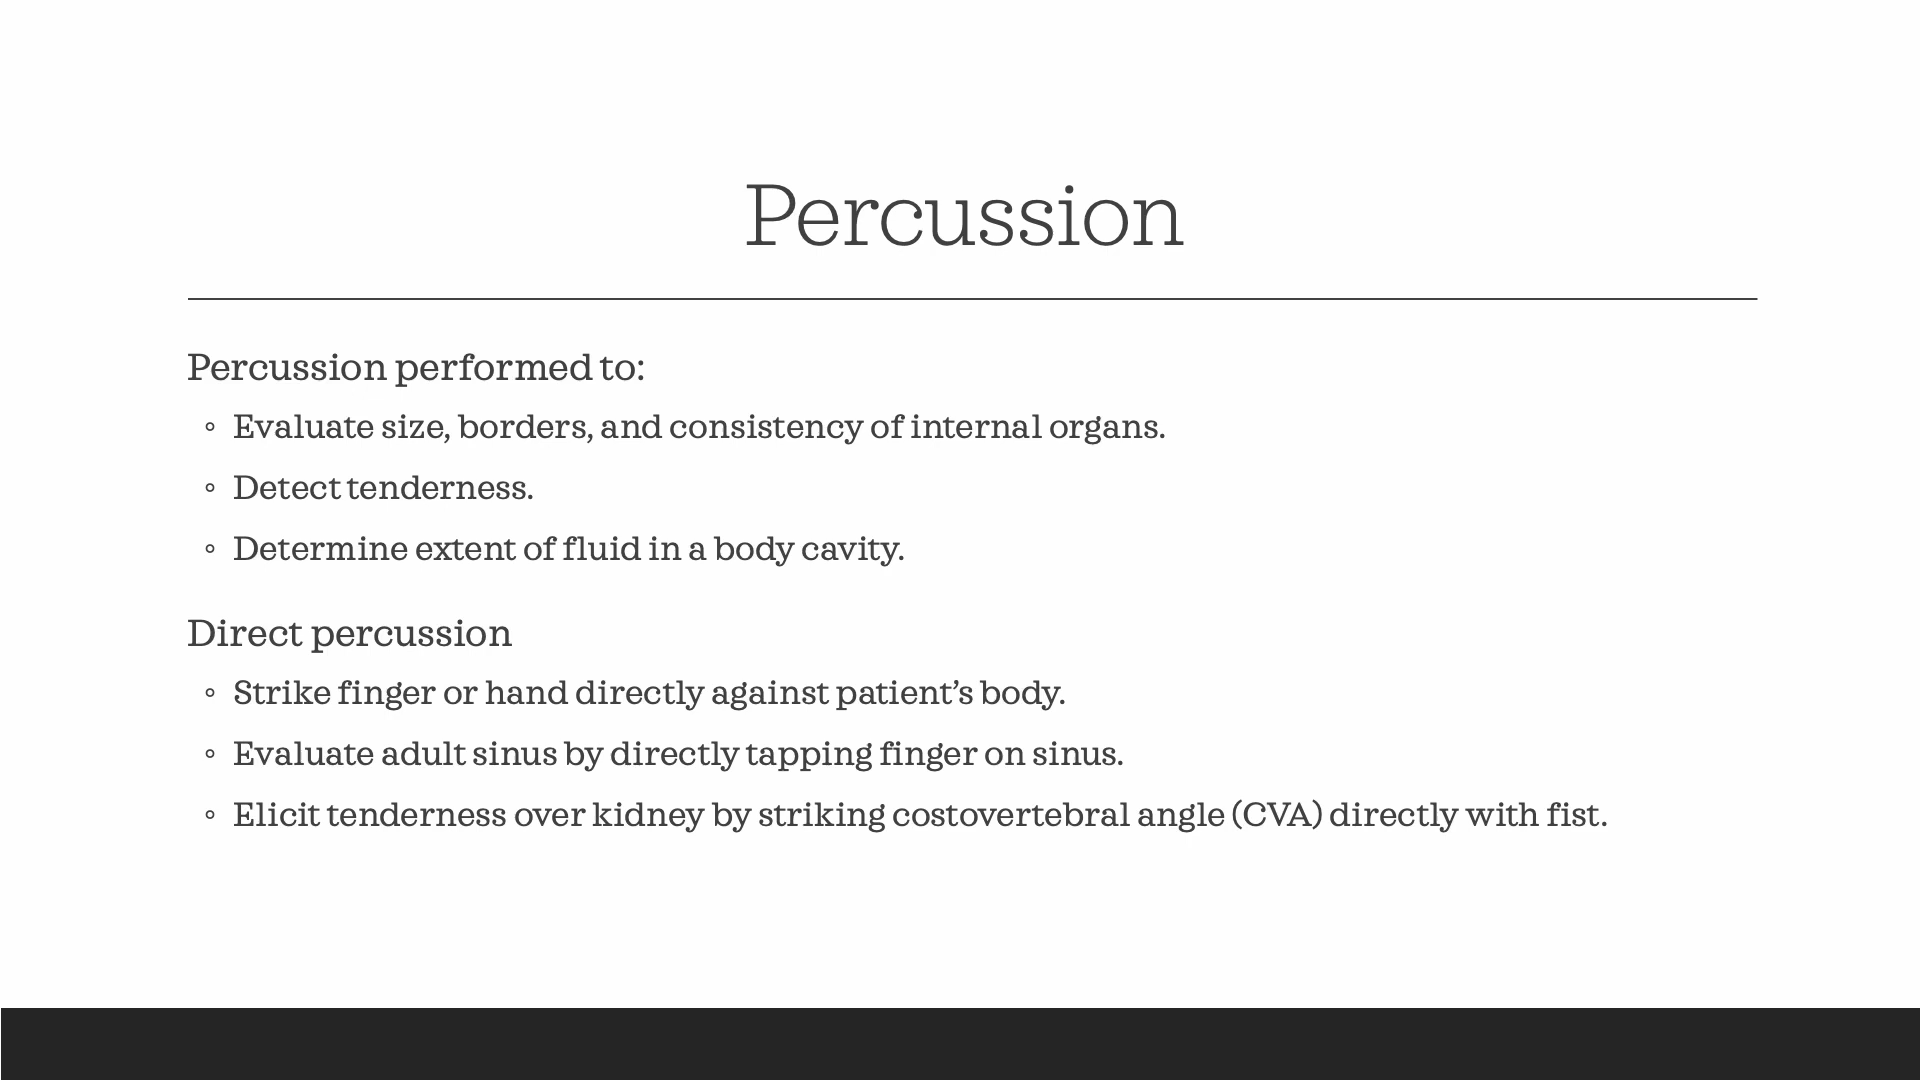 Percussion
Percussion performed to:
◦ Evaluate size, borders, and consistency of internal organs.
◦ Detect tenderness.
◦ Determine extent of fluid in a body cavity.
Direct percussion
◦ Strike finger or hand directly against patient’s body.
◦ Evaluate adult sinus by directly tapping finger on sinus.
◦ Elicit tenderness over kidney by striking costovertebral angle (CVA) directly with fist.